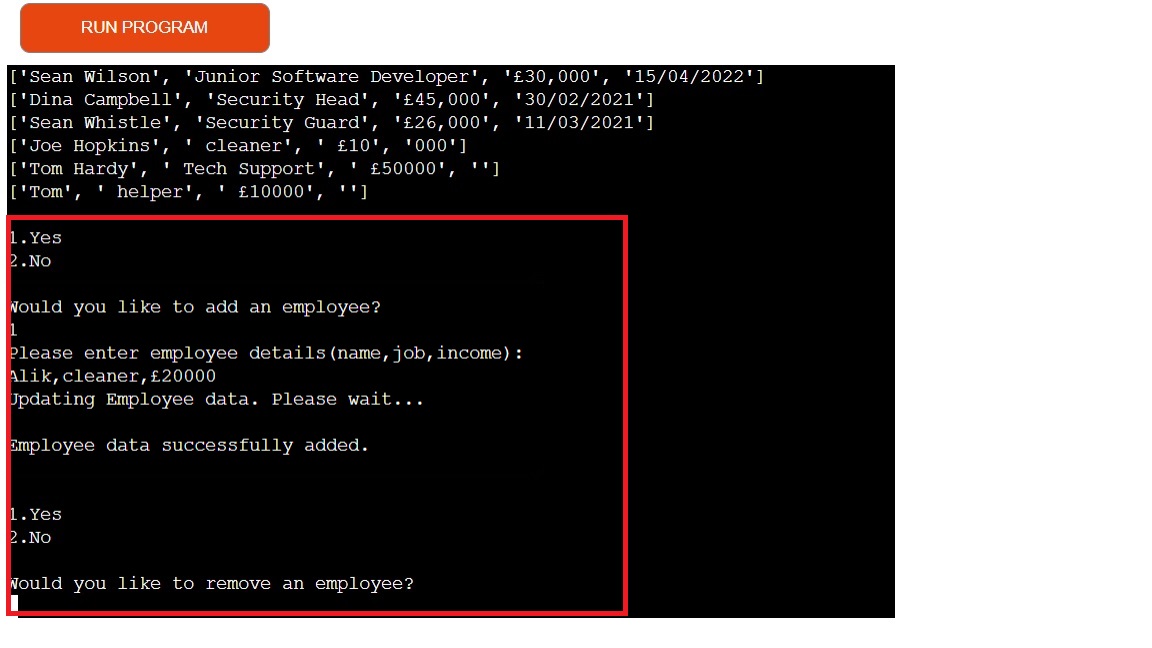 RUN PROGRAM
['Sean Wilson', 'Junior Software Developer', '£30,000', '15/04/2022']
['Dina Campbell', 'Security Head', '£45,000', '30/02/2021']
['Sean Whistle', 'Security Guard', '£26,000', '11/03/2021']
['Joe Hopkins', ' cleaner', ' £10', '000']
['Tom Hardy', ' Tech Support', ' £50000', '']
['Tom', ' helper', ' £10000', '']
1.Yes
2.No
Would you like to add an employee?
1
Please enter employee details(name,job,income):
Alik,cleaner,£20000
Updating Employee data. Please wait...
Employee data successfully added.
1.Yes
2.No
Would you like to remove an employee?